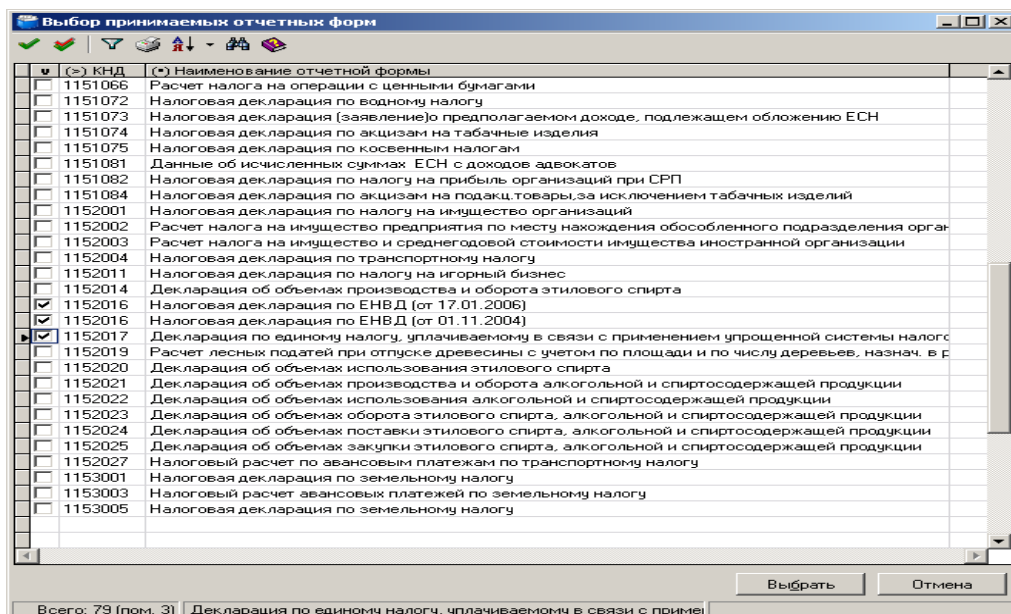 Выбор принимаемых отчетных форм
(>) КНД (*) Наименование отчетной формы
1151066 Расчет налога на операции с ценными бумагами
1151072 Налоговая декларация по водному налогу
1151073 Налоговая декларация (заявление)о предполагаемом доходе, подлежащем обложению ЕСН
1151074 Налоговая декларация по акцизам на табачные изделия
1151075 Налоговая декларация по косвенным налогам
1151081 Данные об исчисленных суммах ЕСН с доходов адвокатов
1151082 Налоговая декларация по налогу на прибыль организаций при СРП
1151084 Налоговая декларация по акцизам на подакц.товары,за исключением табачных изделий
1152001 Налоговая декларация по налогу на имущество организаций
1152002 Расчет налога на имущество предприятия по месту нахождения обособленного подразделения орган
1152003 Расчет налога на имущество и среднегодовой стоимости имущества иностранной организации
1152004 Налоговая декларация по транспортному налогу
1152011 Налоговая декларация по налогу на игорный бизнес
1152014 Декларация об объемах производства и оборота этилового спирта
1152016 Налоговая декларация по ЕНВД (от 17.01.2006)
1152016 Налоговая декларация по ЕНВД (от 01.11.2004)
1152017 Декларация по единому налогу, уплачиваемому в связи с применением упрощенной системы налого
1152019 Расчет лесных податей при отпуске древесины с учетом по площади и по числу деревьев, назнач. в р
1152020 Декларация об объемах использования этилового спирта
1152021 Декларация об объемах производства и оборота алкогольной и спиртосодержащей продукции
1152022 Декларация об объемах использования алкогольной и спиртосодержащей продукции
1152023 Декларация об объемах оборота этилового спирта, алкогольной и спиртосодержащей продукции
1152024 Декларация об объемах поставки этилового спирта, алкогольной и спиртосодержащей продукции
1152025 Декларация об объемах закупки этилового спирта, алкогольной и спиртосодержащей продукции
1152027 Налоговый расчет по авансовым платежам по транспортному налогу
1153001 Налоговая декларация по земельному налогу
1153003 Налоговый расчет авансовых платежей по земельному налогу
1153005 Налоговая декларация по земельному налогу
Выбрать Отмена
Всего: 79 (пом. 3) Декларация по единому налогу, уплачиваемому в связи с приме